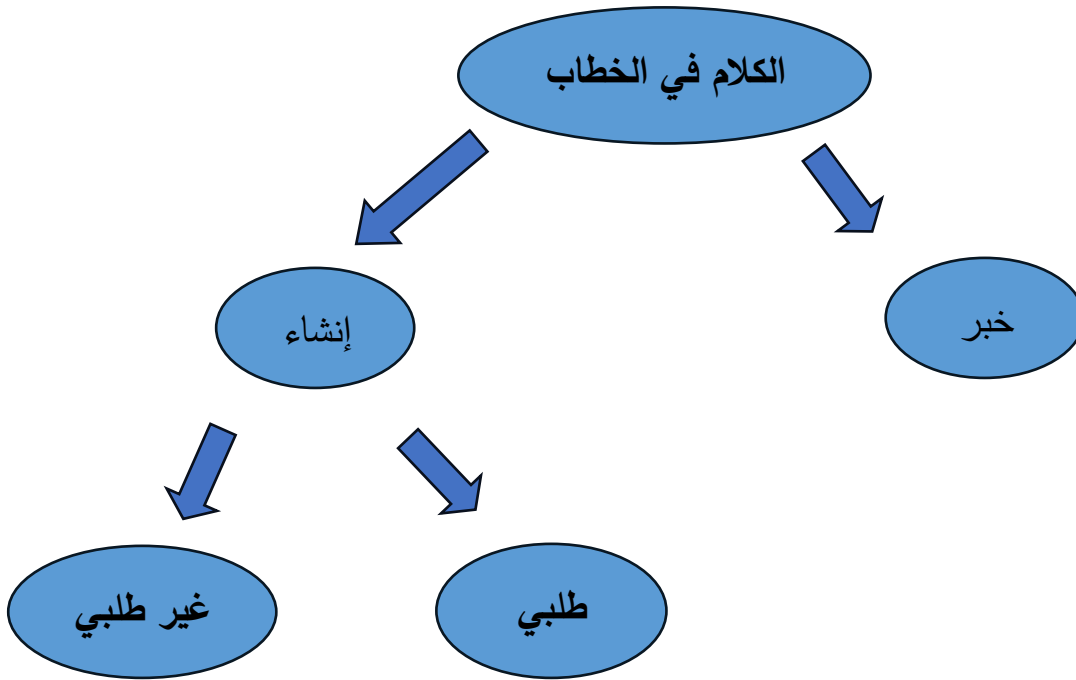 الكلام في الخطاب
خبر
إنشاء
طلبي
غير طلبي